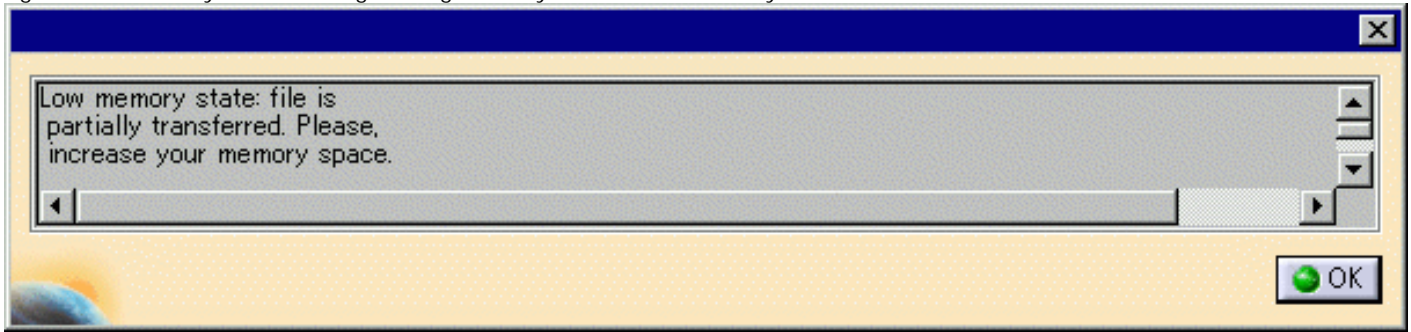 Low memory state: file is
partially transferred. Please,
increase your memory space.
OK